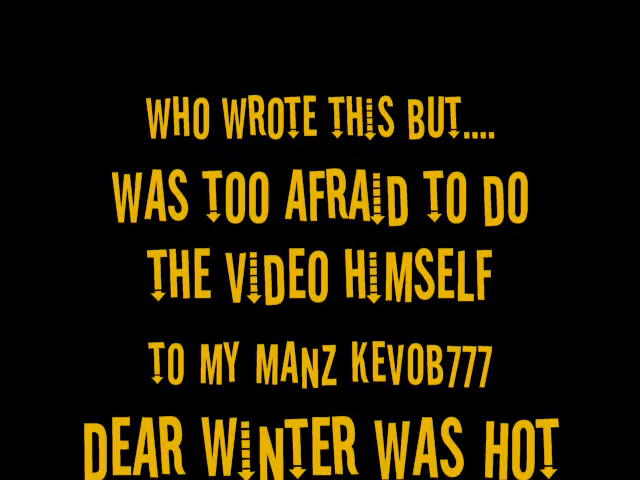 WHO WROTE THIS BUT....
WAS TOO AFRAID TO DO
THE VIDEO HIMSELF
TO MY MANZ KEVOB777
DEAR WINTER WAS HOT